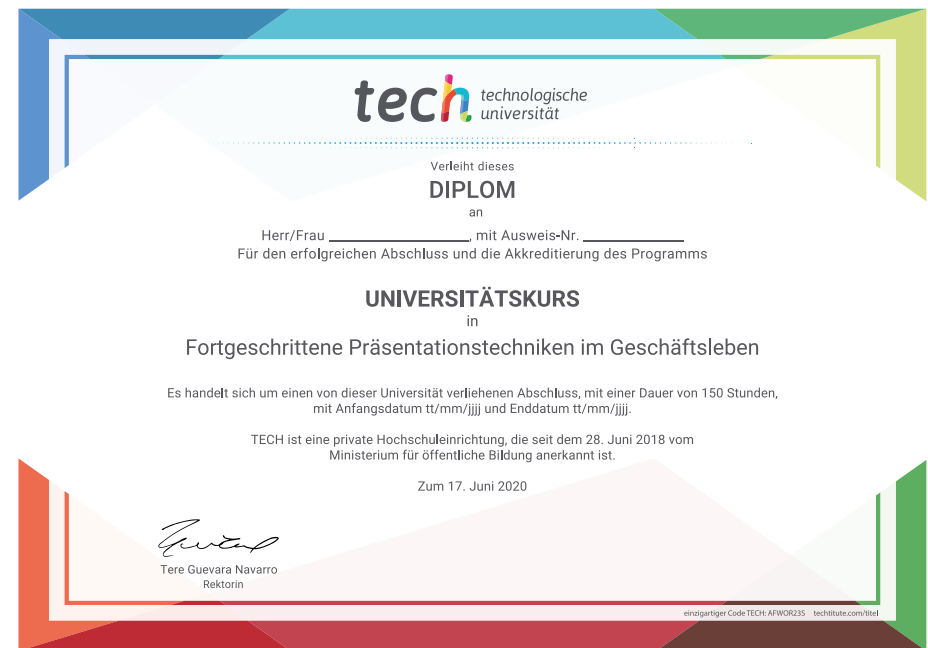 tech technologische
universität
Verleiht dieses
DIPLOM
an
Herr/Frau ____________, mit Ausweis-Nr. ____________
Für den erfolgreichen Abschluss und die Akkreditierung des Programms
UNIVERSITÄTSKURS
in
Fortgeschrittene Präsentationstechniken im Geschäftsleben
Es handelt sich um einen von dieser Universität verliehenen Abschluss, mit einer Dauer von 150 Stunden,
mit Anfangsdatum tt/mm/jjjj und Enddatum tt/mm/jjjj.
TECH ist eine private Hochschuleinrichtung, die seit dem 28. Juni 2018 vom
Ministerium für öffentliche Bildung anerkannt ist.
Zum 17. Juni 2020
Tere Guevara Navarro
Rektorin
einzigartiger Code TECH: AFWOR23S techtitute.com/titel